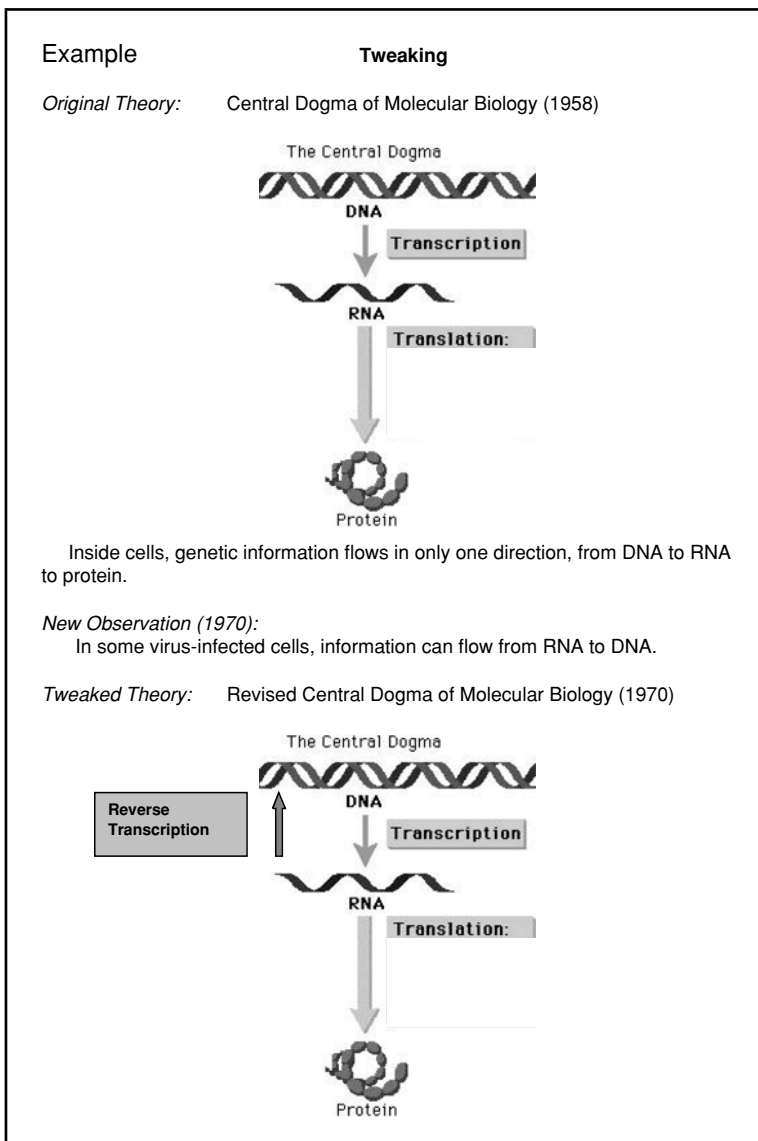 Example Tweaking
Original Theory: Central Dogma of Molecular Biology (1958)
The Central Dogma
DNA
Transcription
RNA
Translation:
Protein
Inside cells, genetic information flows in only one direction, from DNA to RNA
to protein.
New Observation (1970):
In some virus-infected cells, information can flow from RNA to DNA.
Tweaked Theory: Revised Central Dogma of Molecular Biology (1970)
The Central Dogma
DNA
Reverse
Transcription
Transcription
RNA
Translation:
Protein